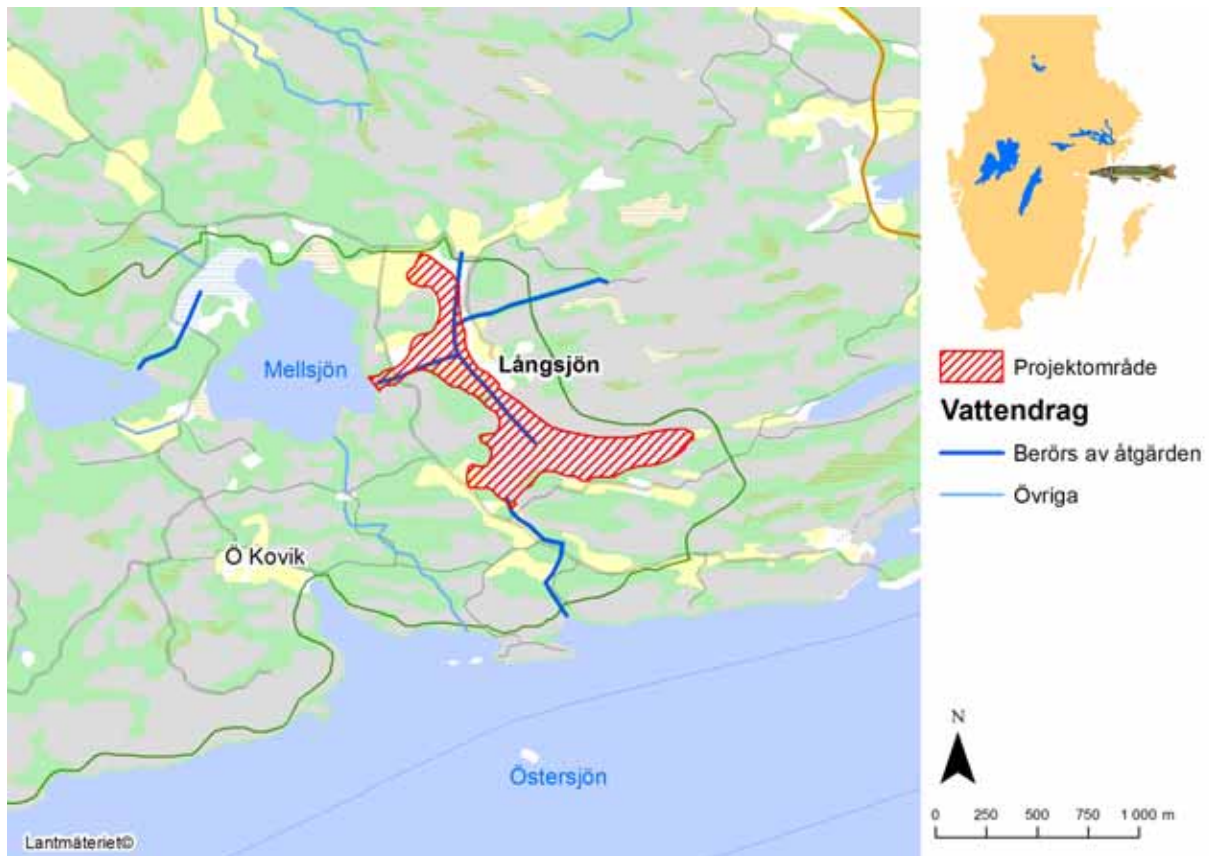 Mellsjön
Långsjön
Ö Kovik
Östersjön
Lantmäteriet©
Projektområde
Vattendrag
Berörs av åtgärden
Övriga
N
0 250 500 750 1 000 m